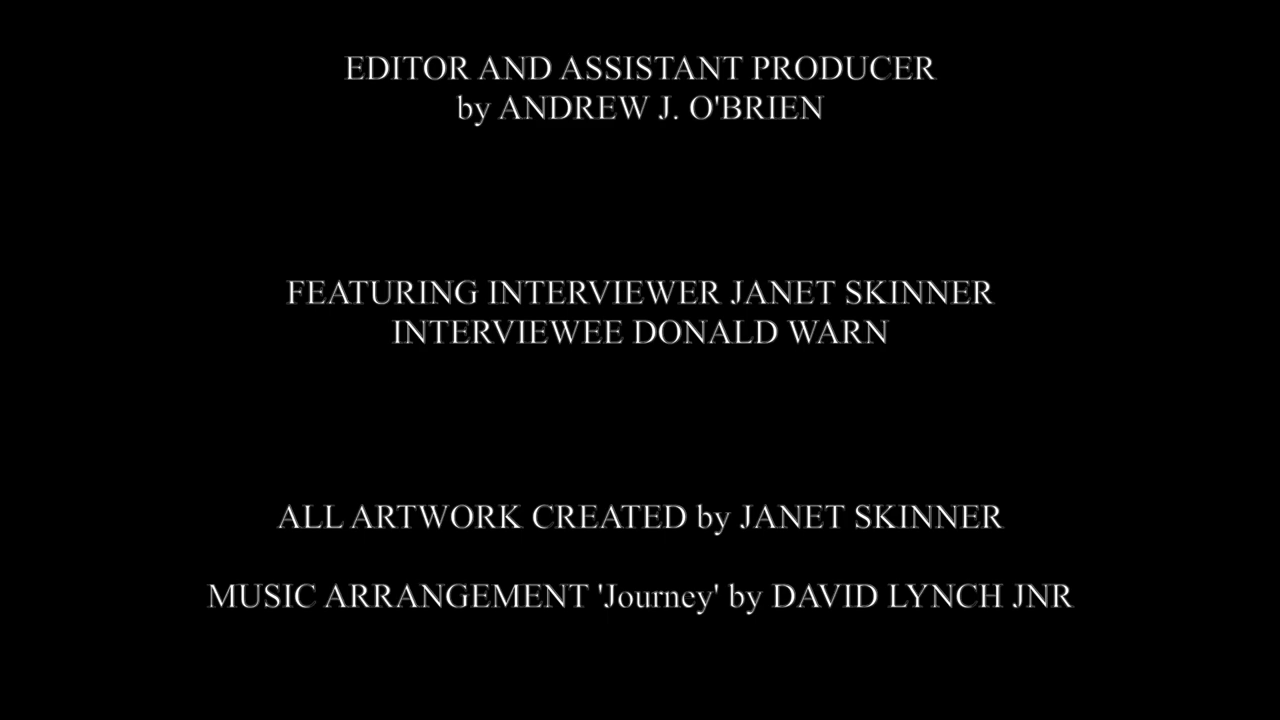 EDITOR AND ASSISTANT PRODUCER
by ANDREW J. O'BRIEN
FEATURING INTERVIEWER JANET SKINNER
INTERVIEWEE DONALD WARN
ALL ARTWORK CREATED by JANET SKINNER
MUSIC ARRANGEMENT 'Journey' by DAVID LYNCH JNR